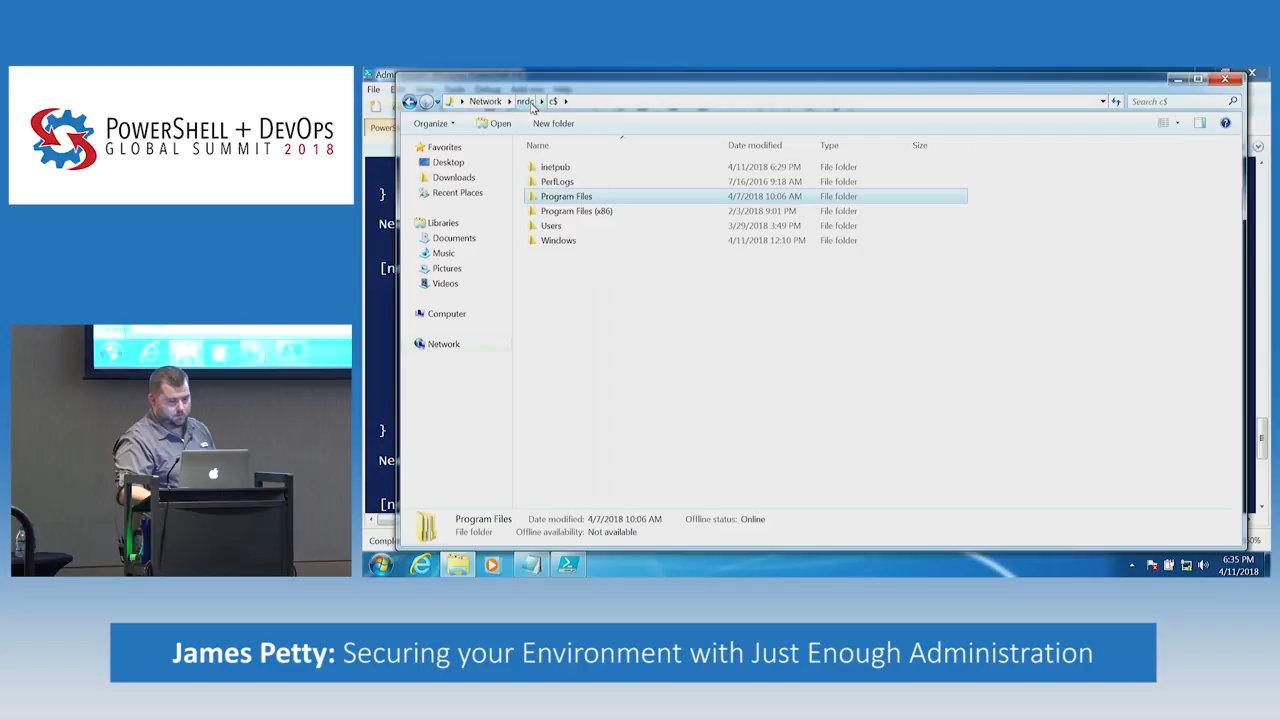 POWERSHELL + DEVOPS
GLOBAL SUMMIT 2018
File
Network
c$
Search c$
Organize
Open
New folder
Favorites
Desktop
Downloads
Recent Places
Libraries
Documents
Music
Pictures
Videos
Computer
Network
Name
Date modified
Type
Size
inetpub
4/11/2018 6:29 PM
File folder
PerfLogs
7/16/2016 9:18 AM
File folder
Program Files
4/7/2018 10:06 AM
File folder
Program Files (x86)
2/3/2018 9:01 PM
File folder
Users
3/29/2018 3:49 PM
File folder
Windows
4/11/2018 12:10 PM
File folder
}
}
Program Files
Date modified: 4/7/2018 10:06 AM
Offline status: Online
File folder
Offline availability: Not available
6:35 PM
4/11/2018
James Petty: Securing your Environment with Just Enough Administration